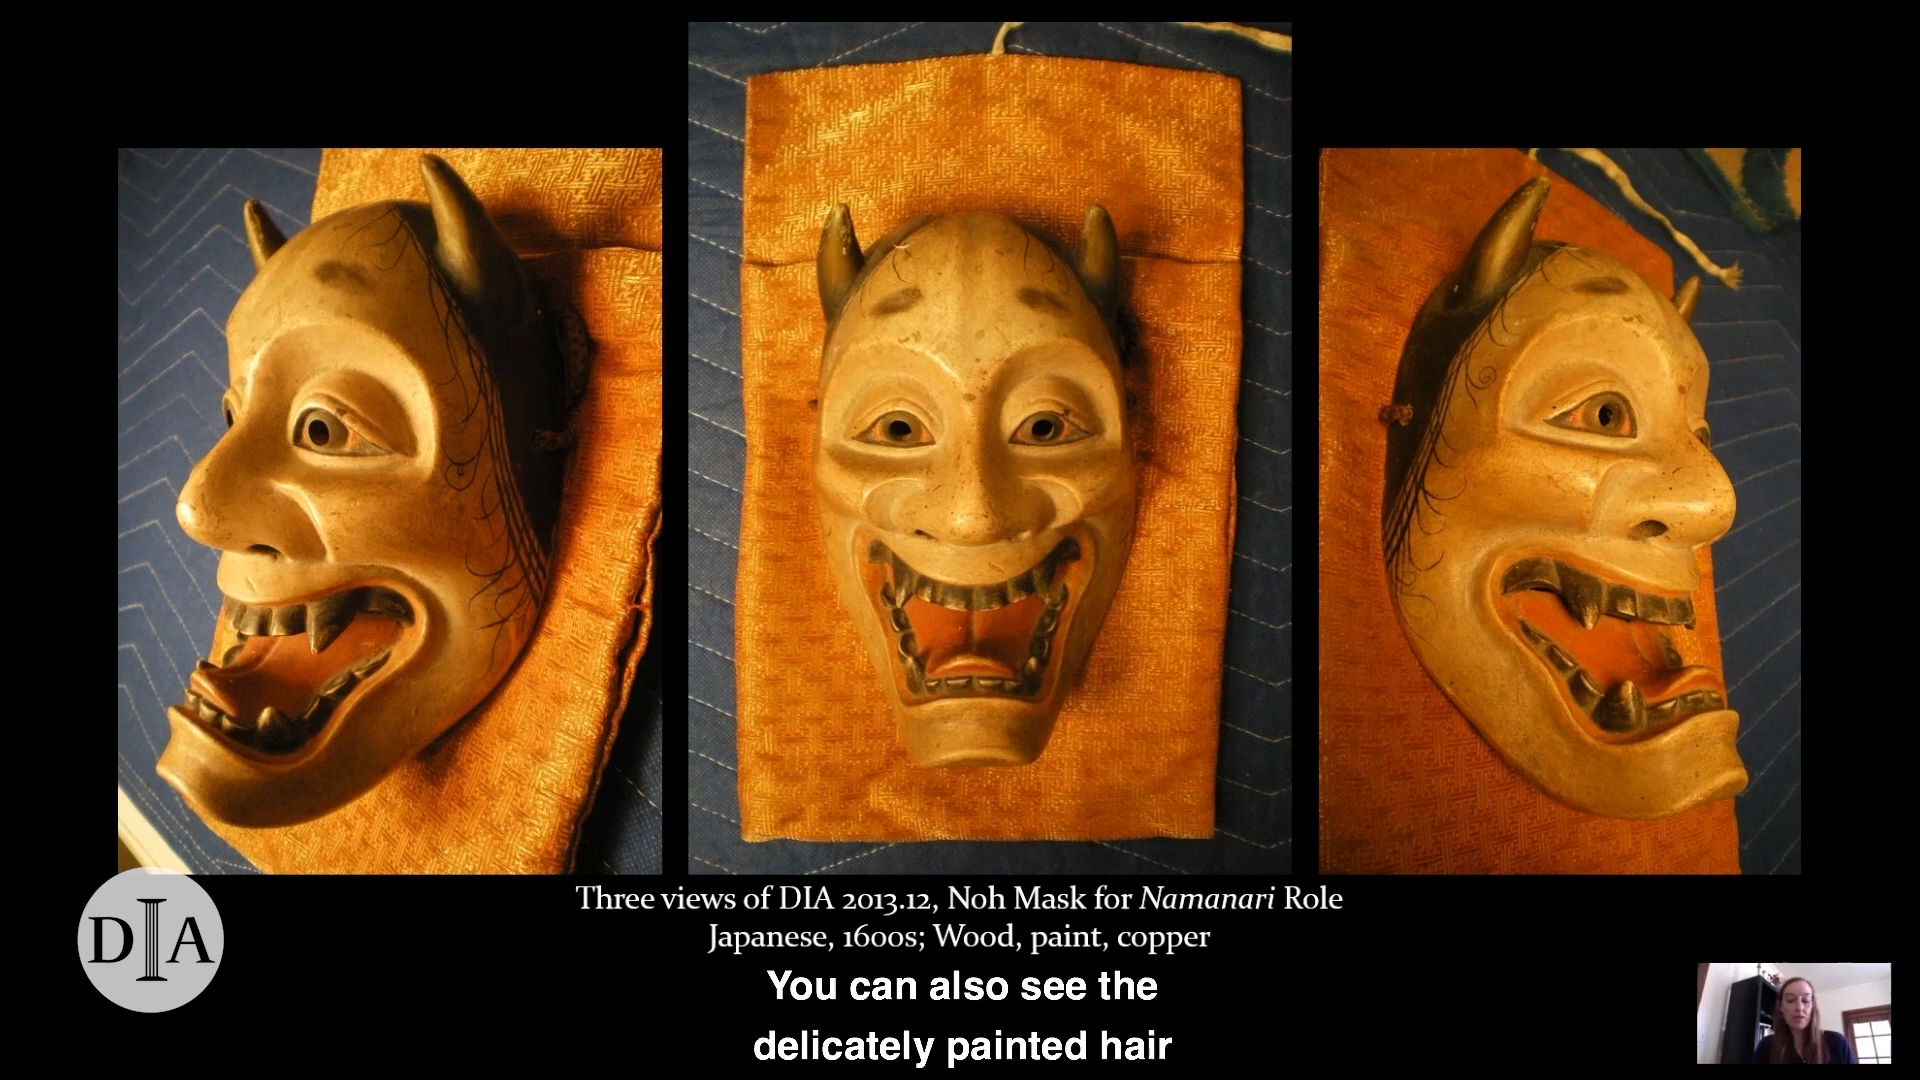 Three views of DIA 2013.12, Noh Mask for Namanari Role
Japanese, 1600s; Wood, paint, copper
DIA
You can also see the
delicately painted hair